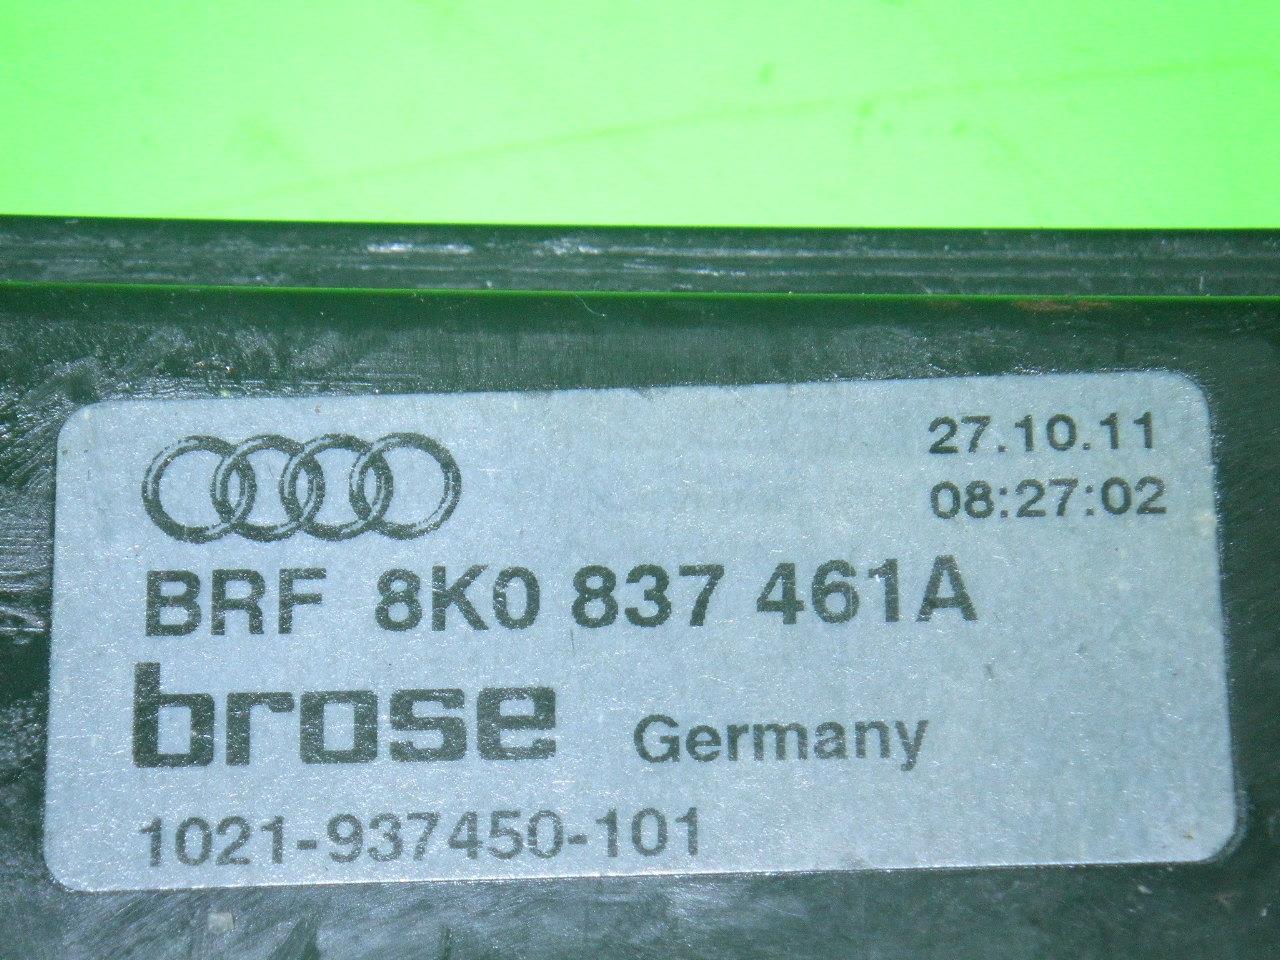 27.10.11
08:27:02
BRF 8K0 837 461A
brose Germany
1021-937450-101